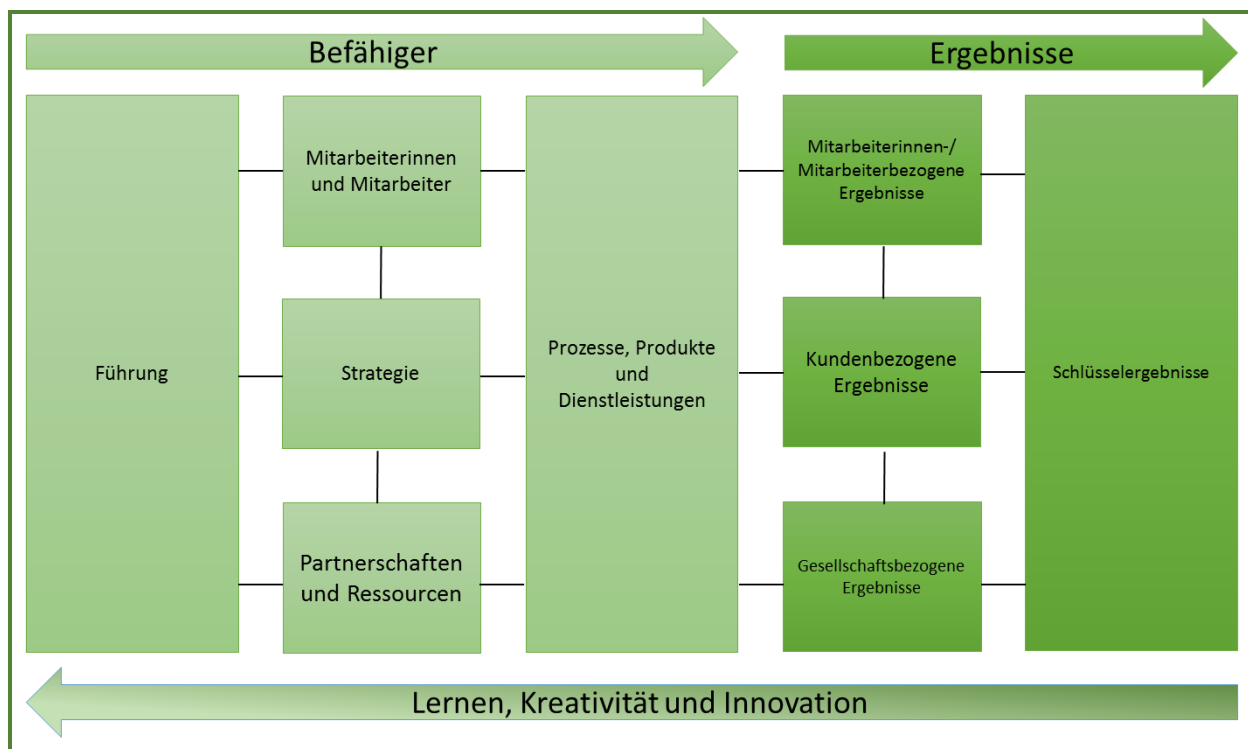 Befähiger
Ergebnisse
Führung
Mitarbeiterinnen
und Mitarbeiter
Strategie
Partnerschaften
und Ressourcen
Prozesse, Produkte
und
Dienstleistungen
Mitarbeiterinnen-/
Mitarbeiterbezogene
Ergebnisse
Kundenbezogene
Ergebnisse
Gesellschaftsbezogene
Ergebnisse
Schlüsselergebnisse
Lernen, Kreativität und Innovation